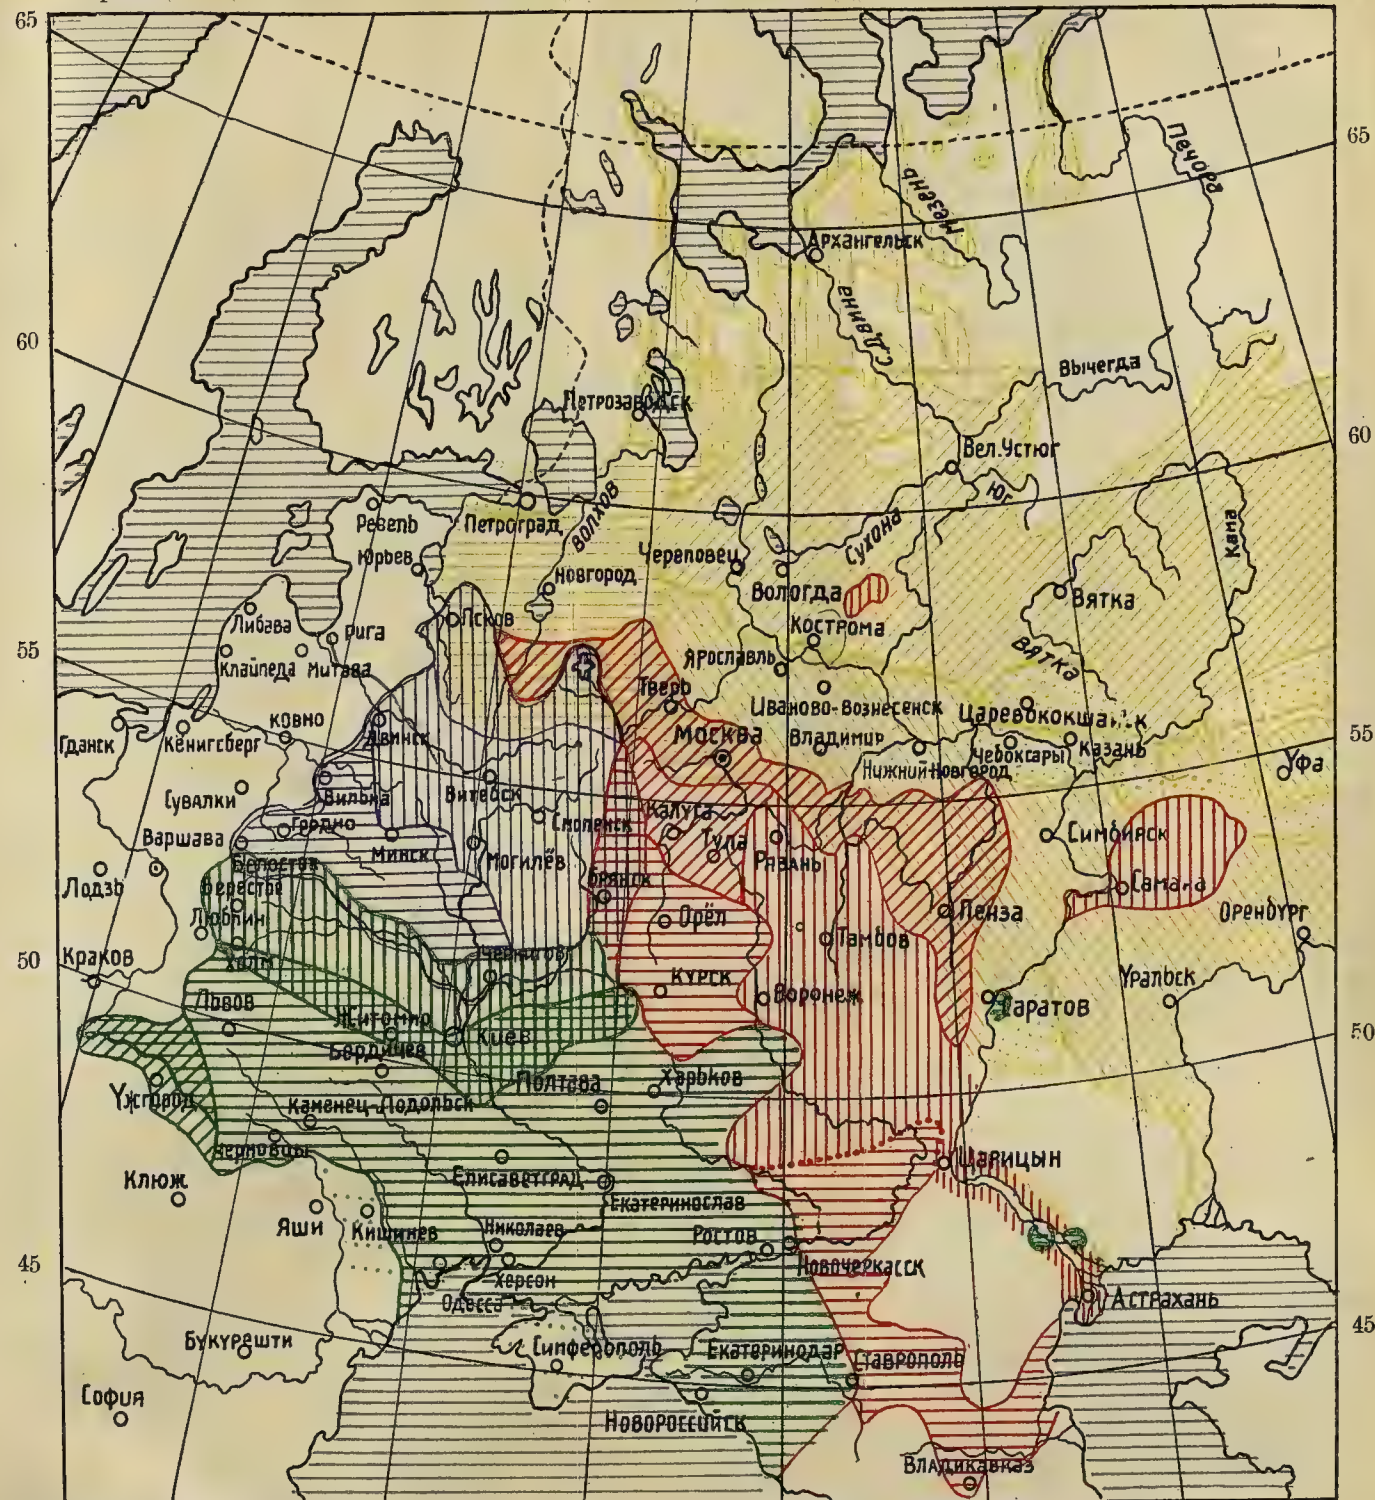 65
65
Печора
Мезень
Архангельск
С.Двина
60
Вычегда
Петрозаводск
60
Вел.Устюг
Юг
Ревель
Петроград
Волхов
Сухона
Кама
Юрьев
Череповец
Новгород
Вологда
Вятка
Либава
Рига
Псков
Кострома
55
Клайпеда
Митава
Ярославль
Вятка
Тверь
Иваново-Вознесенск
Царевококшайск
Гданск
Кёнигсберг
Ковно
Двинск
Москва
Владимир
Чебоксары
Казань
55
Нижний-Новгород
Уфа
Сувалки
Вильна
Витебск
Калуга
Гродно
Смоленск
Варшава
Минск
Тула
Симбирск
Могилёв
Рязань
Белосток
Лодзь
Берестье
Брянск
Самара
Люблин
Орёл
Пенза
Оренбург
Тамбов
50
Краков
Холм
Чернигов
Курск
Уральск
Львов
Воронеж
Саратов
Житомир
Киев
50
Бердичев
Ужгород
Полтава
Харьков
Каменец-Подольск
Черновцы
Царицын
Клюж
Елисаветград
Екатеринослав
Яши
Кишинев
Николаев
Ростов
45
Херсон
Новочеркасск
Одесса
Астрахань
Букурешти
Симферополь
Екатеринодар
Ставрополь
45
София
Новороссийск
Владикавказ